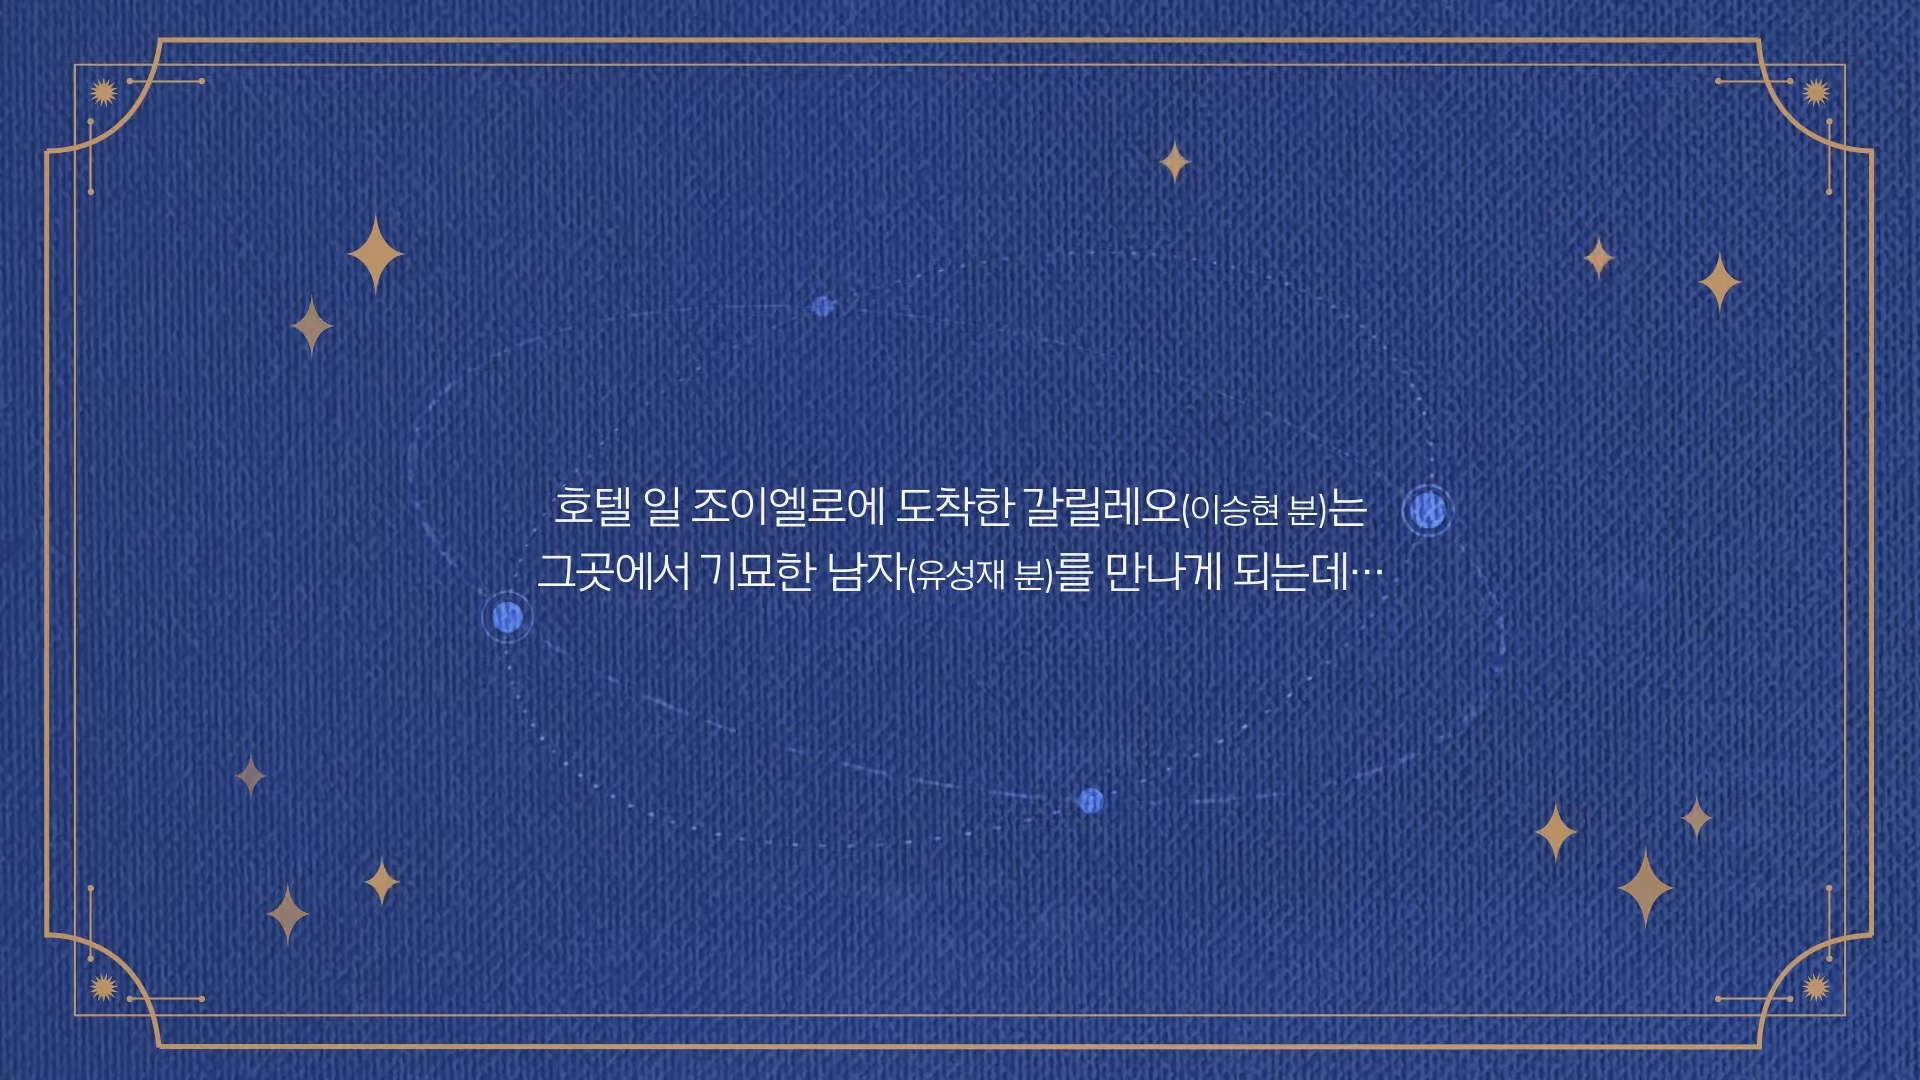 호텔 일 조이엘로에 도착한 갈릴레오(이승현 분)는
그곳에서 기묘한 남자(유성재 분)를 만나게 되는데…